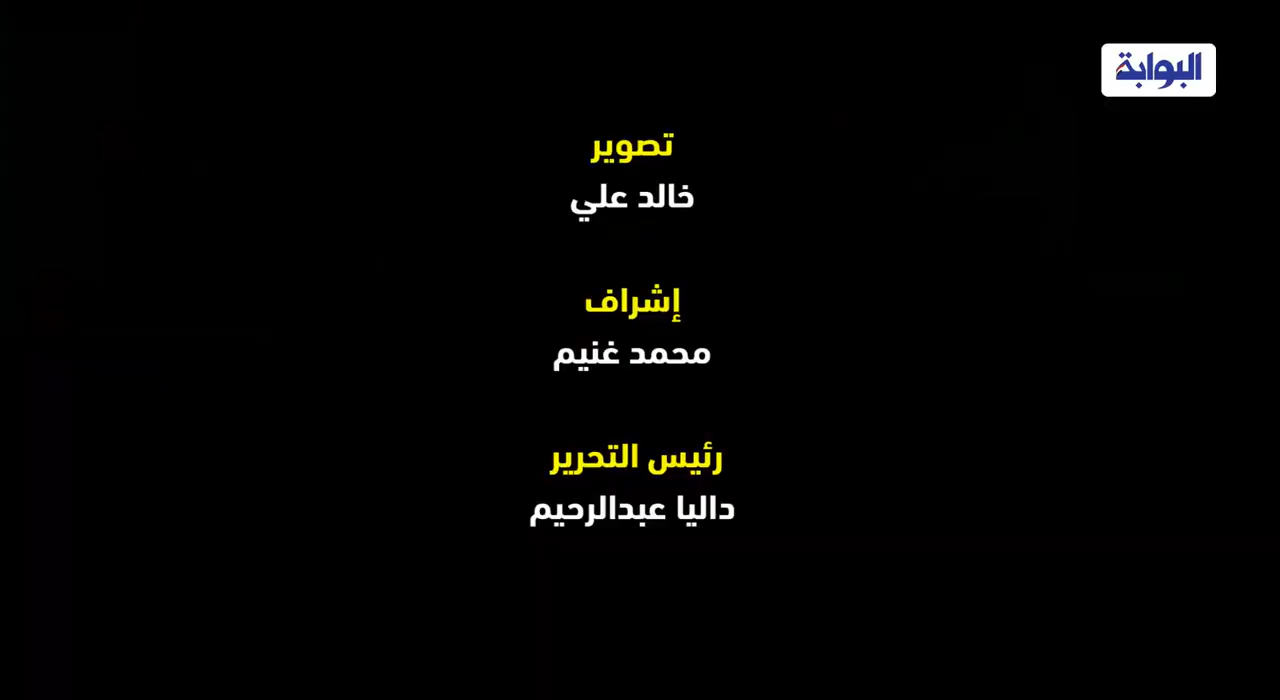 البوابة
تصوير
خالد علي
إشراف
محمد غنيم
رئيس التحرير
داليا عبدالرحيم